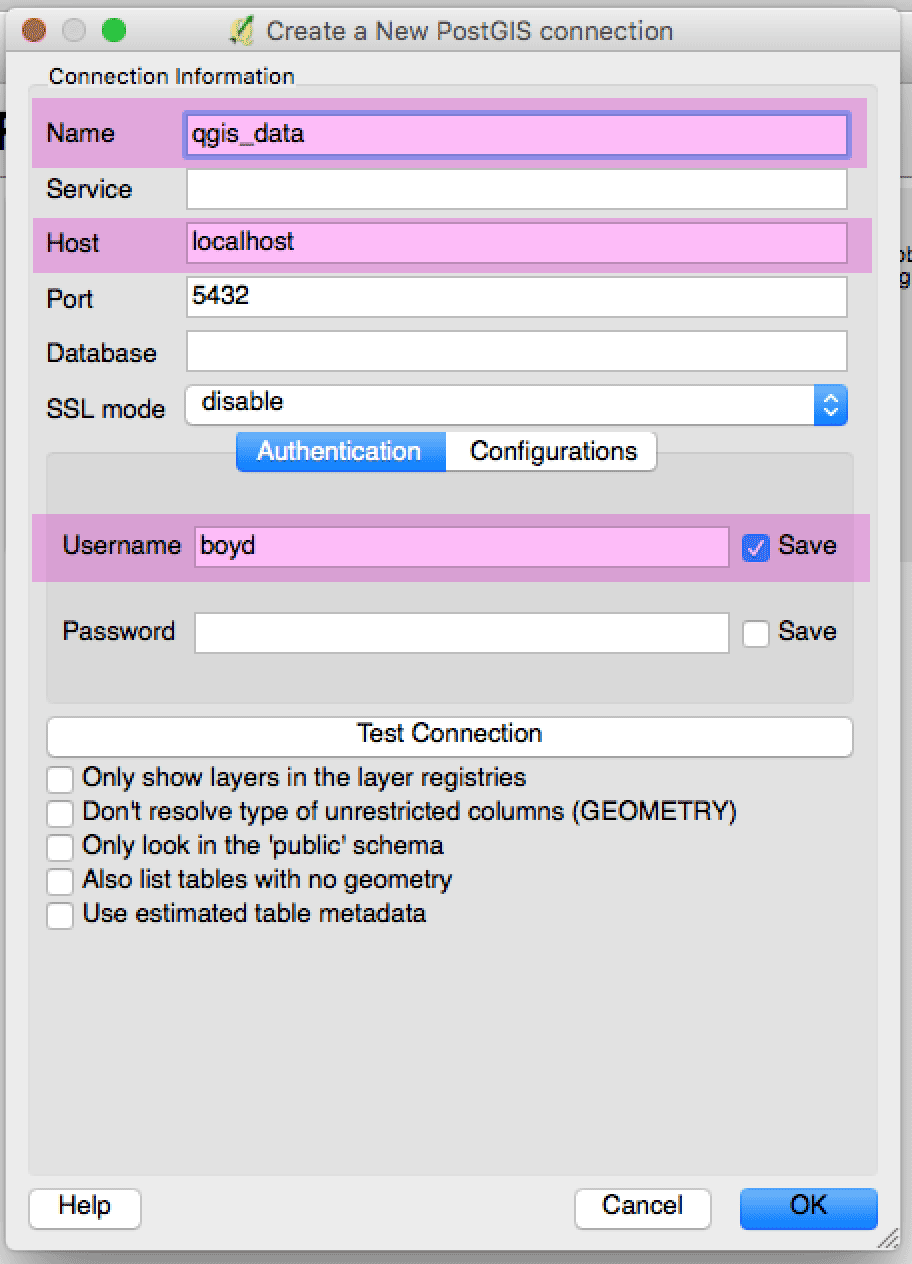 Create a New PostGIS connection
Connection Information
Name qgis_data
Service
Host localhost
Port 5432
Database
SSL mode disable
Authentication Configurations
Username boyd Save
Password Save
Test Connection
Only show layers in the layer registries
Don't resolve type of unrestricted columns (GEOMETRY)
Only look in the 'public' schema
Also list tables with no geometry
Use estimated table metadata
Help Cancel OK